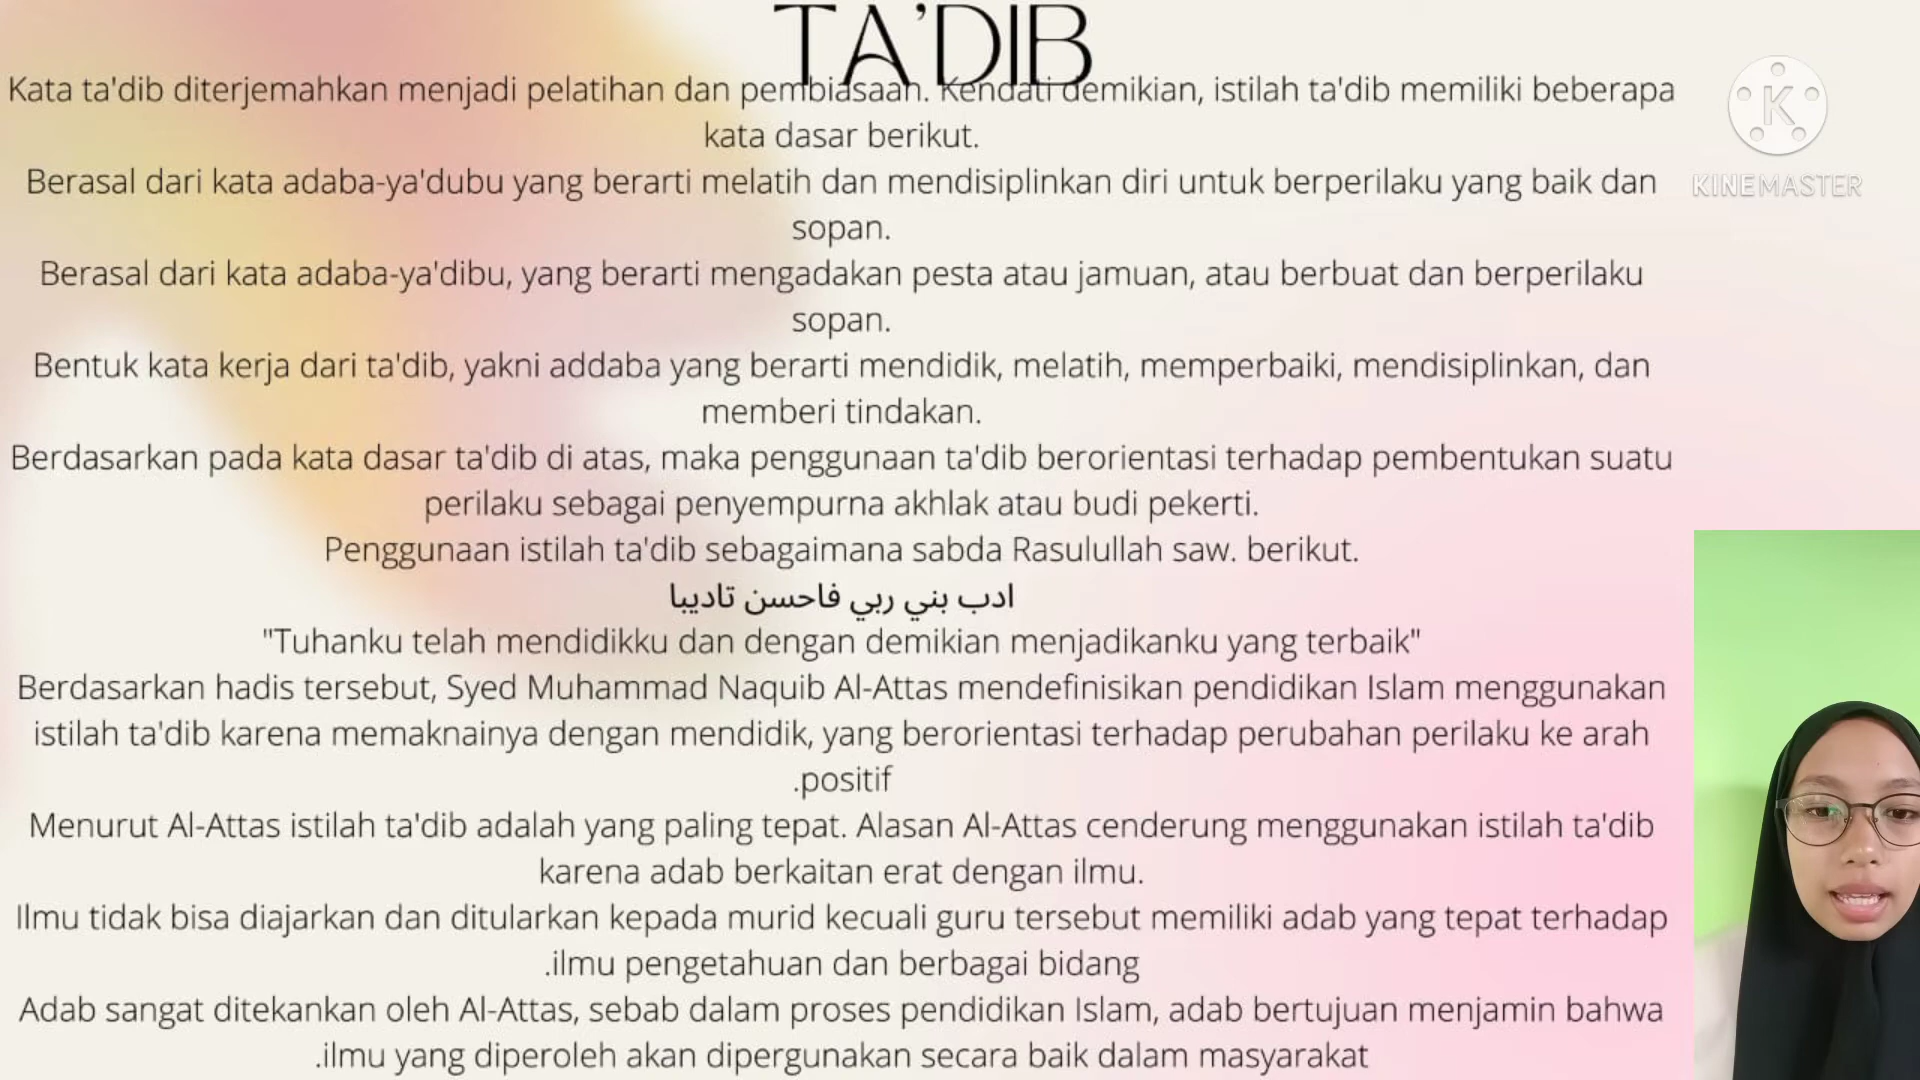 TA'DIB
Kata ta'dib diterjemahkan menjadi pelatihan dan pembiasaan. Kendati demikian, istilah ta'dib memiliki beberapa
kata dasar berikut.
Berasal dari kata adaba-ya'dubu yang berarti melatih dan mendisiplinkan diri untuk berperilaku yang baik dan
sopan.
Berasal dari kata adaba-ya'dibu, yang berarti mengadakan pesta atau jamuan, atau berbuat dan berperilaku
sopan.
Bentuk kata kerja dari ta'dib, yakni addaba yang berarti mendidik, melatih, memperbaiki, mendisiplinkan, dan
memberi tindakan.
Berdasarkan pada kata dasar ta'dib di atas, maka penggunaan ta'dib berorientasi terhadap pembentukan suatu
perilaku sebagai penyempurna akhlak atau budi pekerti.
Penggunaan istilah ta'dib sebagaimana sabda Rasulullah saw. berikut.
ادب بني ربي فاحسن تاديبا
"Tuhanku telah mendidikku dan dengan demikian menjadikanku yang terbaik"
Berdasarkan hadis tersebut, Syed Muhammad Naquib Al-Attas mendefinisikan pendidikan Islam menggunakan
istilah ta'dib karena memaknainya dengan mendidik, yang berorientasi terhadap perubahan perilaku ke arah
.positif
Menurut Al-Attas istilah ta'dib adalah yang paling tepat. Alasan Al-Attas cenderung menggunakan istilah ta'dib
karena adab berkaitan erat dengan ilmu.
Ilmu tidak bisa diajarkan dan ditularkan kepada murid kecuali guru tersebut memiliki adab yang tepat terhadap
.ilmu pengetahuan dan berbagai bidang
Adab sangat ditekankan oleh Al-Attas, sebab dalam proses pendidikan Islam, adab bertujuan menjamin bahwa
.ilmu yang diperoleh akan dipergunakan secara baik dalam masyarakat
K
KINEMASTER